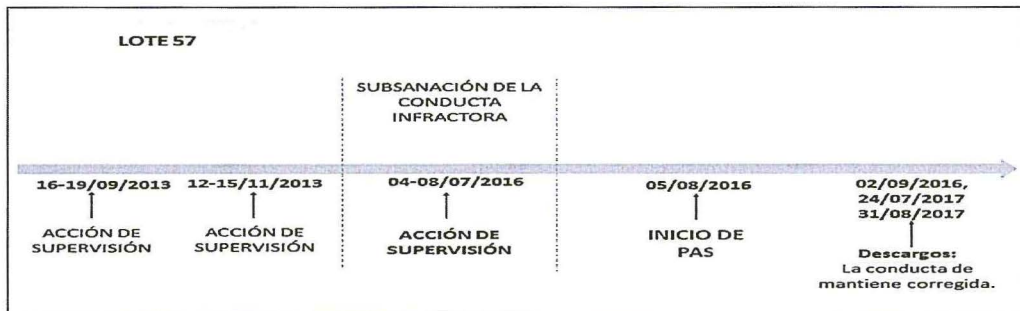 LOTE 57
SUBSANACIÓN DE LA
CONDUCTA
INFRACTORA
16-19/09/2013
ACCIÓN DE
SUPERVISIÓN
12-15/11/2013
ACCIÓN DE
SUPERVISIÓN
04-08/07/2016
ACCIÓN DE
SUPERVISIÓN
05/08/2016
INICIO DE
PAS
02/09/2016,
24/07/2017
31/08/2017
Descargos:
La conducta de
mantiene corregida.